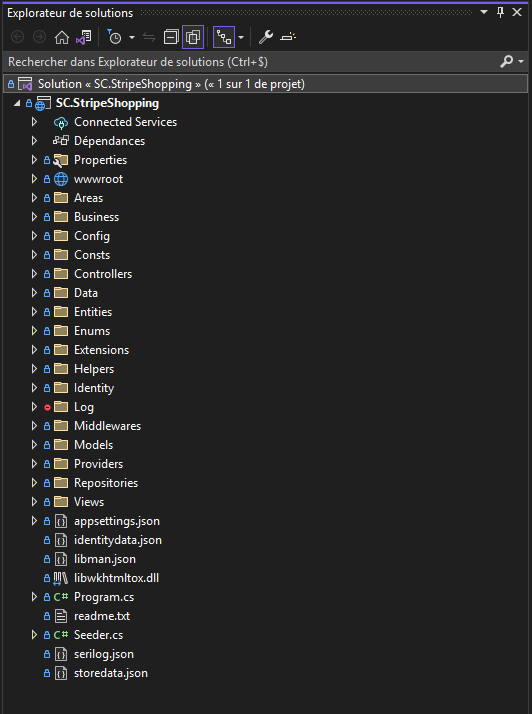 Explorateur de solutions
Rechercher dans Explorateur de solutions (Ctrl+$)
Solution « SC.StripeShopping » (« 1 sur 1 de projet)
SC.StripeShopping
Connected Services
Dépendances
Properties
wwwroot
Areas
Business
Config
Consts
Controllers
Data
Entities
Enums
Extensions
Helpers
Identity
Log
Middlewares
Models
Providers
Repositories
Views
appsettings.json
identitydata.json
libman.json
libwkhtmltox.dll
C# Program.cs
readme.txt
C# Seeder.cs
serilog.json
storedata.json